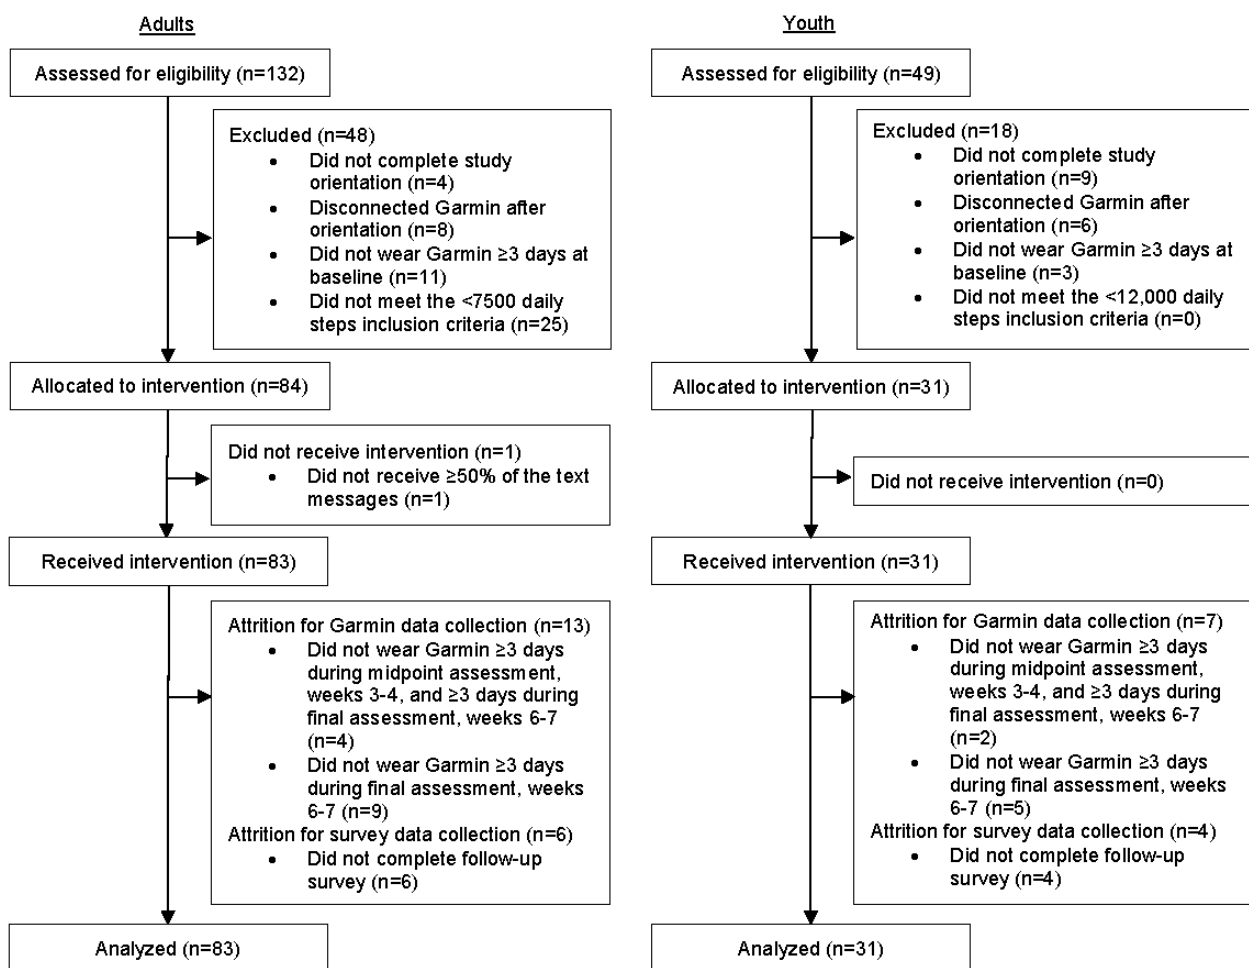 Adults
Assessed for eligibility (n=132)
Excluded (n=48)
• Did not complete study
orientation (n=4)
• Disconnected Garmin after
orientation (n=8)
• Did not wear Garmin ≥3 days at
baseline (n=11)
• Did not meet the <7500 daily
steps inclusion criteria (n=25)
Allocated to intervention (n=84)
Did not receive intervention (n=1)
• Did not receive ≥50% of the text
messages (n=1)
Received intervention (n=83)
Attrition for Garmin data collection (n=13)
• Did not wear Garmin ≥3 days
during midpoint assessment,
weeks 3-4, and ≥3 days during
final assessment, weeks 6-7
(n=4)
• Did not wear Garmin ≥3 days
during final assessment, weeks
6-7 (n=9)
Attrition for survey data collection (n=6)
• Did not complete follow-up
survey (n=6)
Analyzed (n=83)
Youth
Assessed for eligibility (n=49)
Excluded (n=18)
• Did not complete study
orientation (n=9)
• Disconnected Garmin after
orientation (n=6)
• Did not wear Garmin ≥3 days at
baseline (n=3)
• Did not meet the <12,000 daily
steps inclusion criteria (n=0)
Allocated to intervention (n=31)
Did not receive intervention (n=0)
Received intervention (n=31)
Attrition for Garmin data collection (n=7)
• Did not wear Garmin ≥3 days
during midpoint assessment,
weeks 3-4, and ≥3 days during
final assessment, weeks 6-7
(n=2)
• Did not wear Garmin ≥3 days
during final assessment, weeks
6-7 (n=5)
Attrition for survey data collection (n=4)
• Did not complete follow-up
survey (n=4)
Analyzed (n=31)